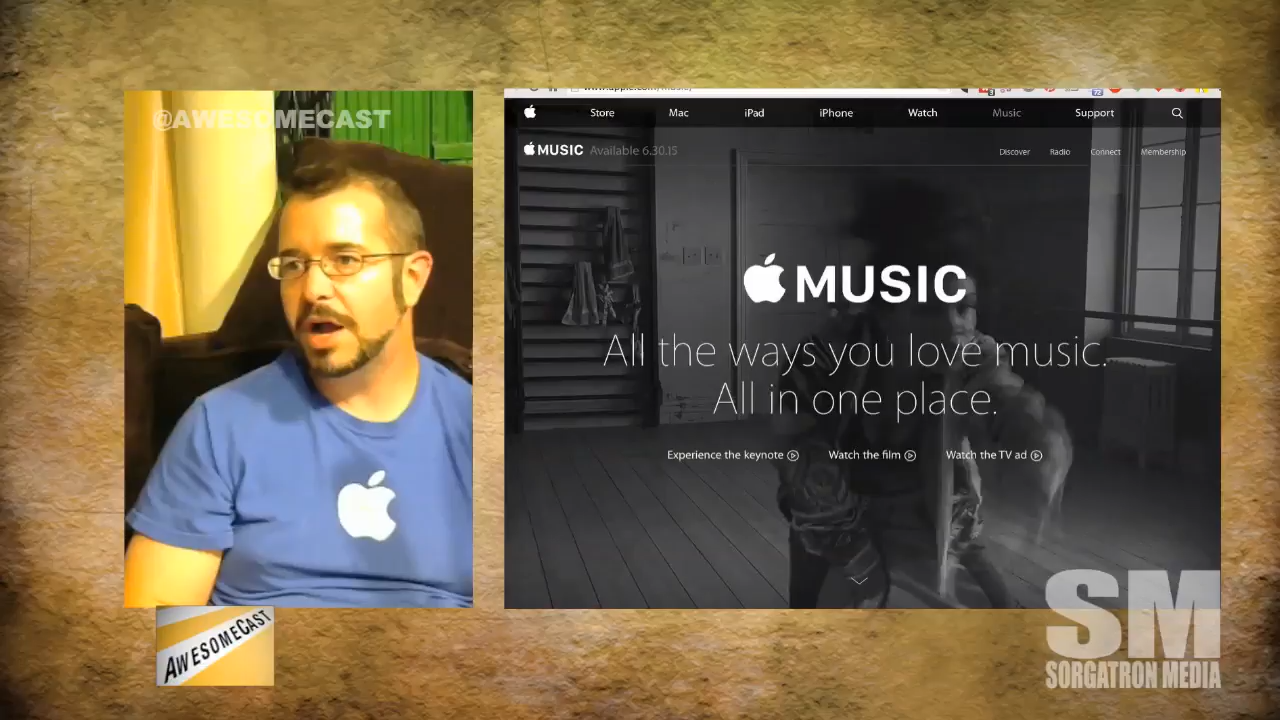 @AWESOMECAST
Store Mac iPad iPhone Watch Music Support
MUSIC Available 6.30.15
Discover Radio Connect Membership
MUSIC
All the ways you love music.
All in one place.
Experience the keynote Watch the film Watch the TV ad
AWESOMECAST
SM
SORGATRON MEDIA